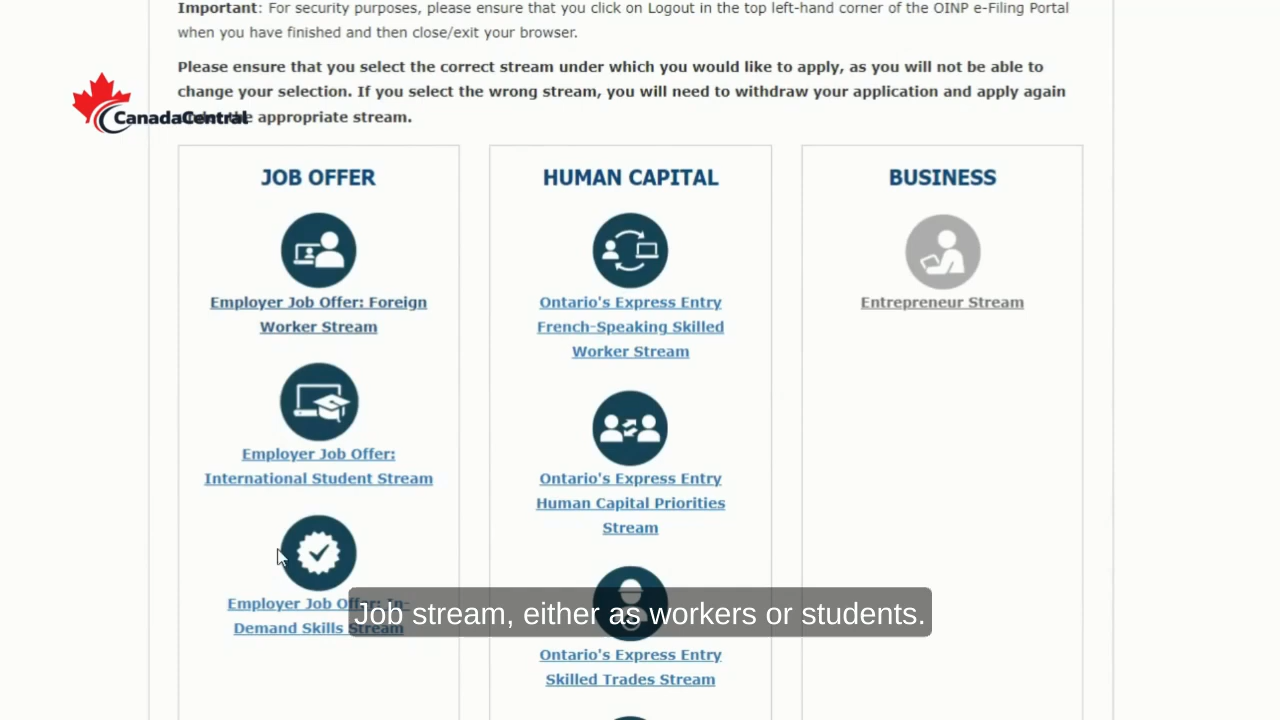 Important: For security purposes, please ensure that you click on Logout in the top left-hand corner of the OINP e-Filing Portal
when you have finished and then close/exit your browser.
Please ensure that you select the correct stream under which you would like to apply, as you will not be able to
change your selection. If you select the wrong stream, you will need to withdraw your application and apply again
appropriate stream.
CanadaCentral
JOB OFFER
Employer Job Offer: Foreign
Worker Stream
Employer Job Offer:
International Student Stream
Employer Job Offer: In-
Demand Skills Stream
HUMAN CAPITAL
Ontario's Express Entry
French-Speaking Skilled
Worker Stream
Ontario's Express Entry
Human Capital Priorities
Stream
Ontario's Express Entry
Skilled Trades Stream
BUSINESS
Entrepreneur Stream
Job stream, either as workers or students.